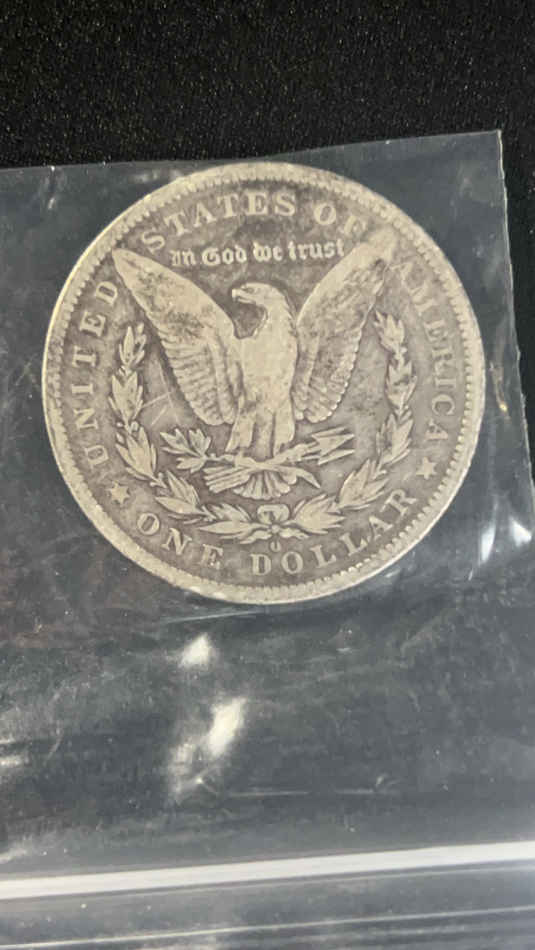 UNITED STATES OF AMERICA
In God we trust
O
ONE DOLLAR